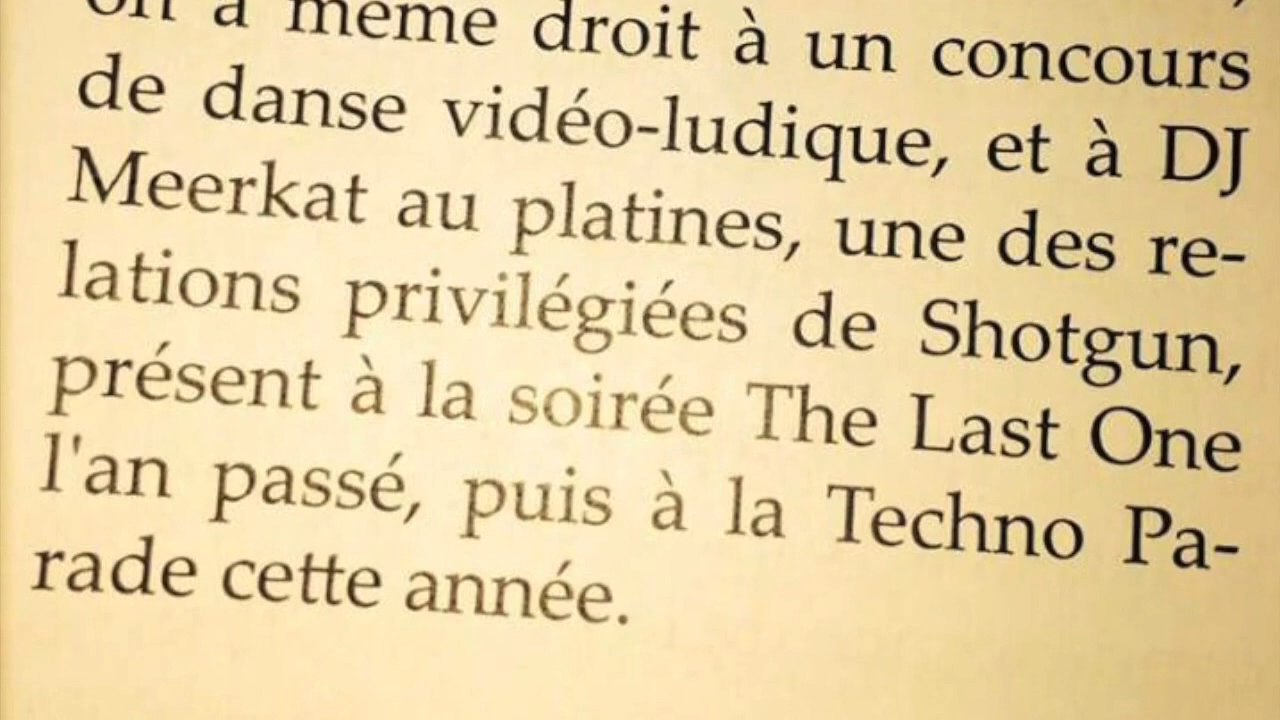 on a même droit à un concours
de danse vidéo-ludique, et à DJ
Meerkat au platines, une des re-
lations privilégiées de Shotgun,
présent à la soirée The Last One
l'an passé, puis à la Techno Pa-
rade cette année.